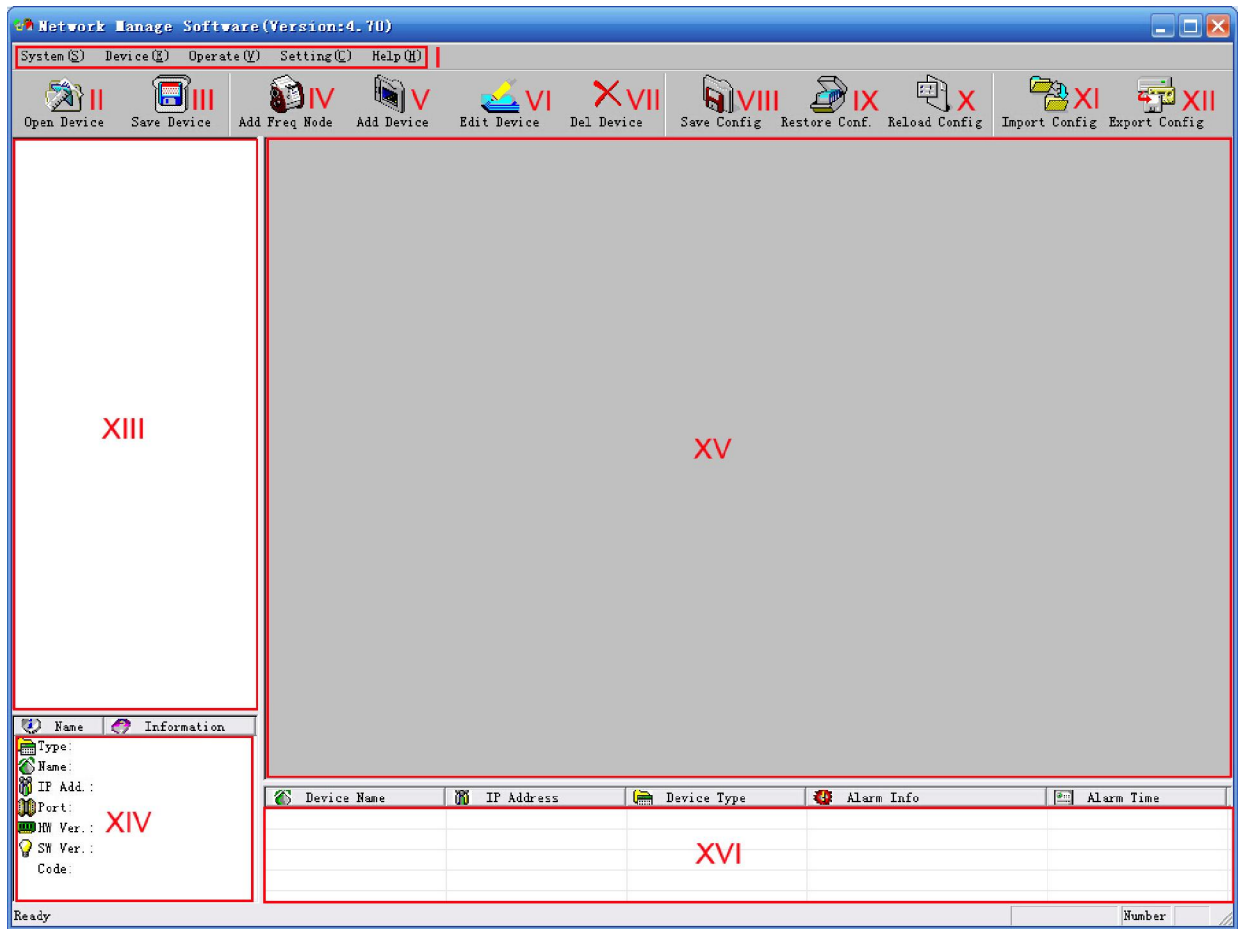 Network Manage Software(Version:4.70)
System(S) Device(E) Operate(V) Setting(C) Help(H) I
II III IV V VI VII VIII IX X XI XII
Open Device Save Device Add Freq Node Add Device Edit Device Del Device Save Config Restore Conf. Reload Config Import Config Export Config
XIII
XV
Name Information
Type:
Name:
IP Add.:
Port:
HW Ver.:
SW Ver.:
Code:
XIV
Device Name IP Address Device Type Alarm Info Alarm Time
XVI
Ready Number